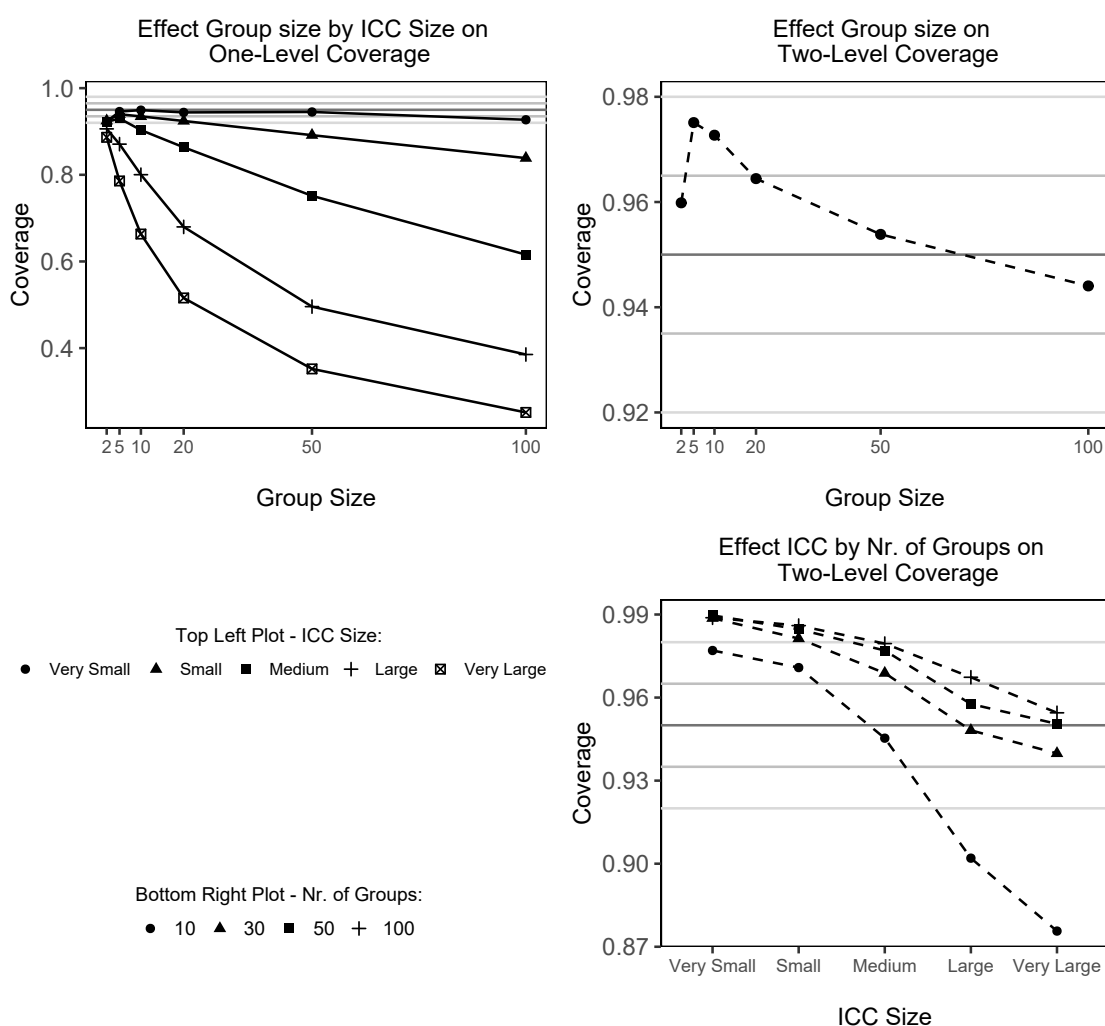 Effect Group size by ICC Size on
One-Level Coverage
1.0
0.8
0.6
0.4
Coverage
2 5 10 20 50 100
Group Size
Effect Group size on
Two-Level Coverage
0.98
0.96
0.94
0.92
Coverage
2 5 10 20 50 100
Group Size
Top Left Plot - ICC Size:
Very Small Small Medium Large Very Large
Bottom Right Plot - Nr. of Groups:
10 30 50 100
Effect ICC by Nr. of Groups on
Two-Level Coverage
0.99
0.96
0.93
0.90
0.87
Coverage
Very Small Small Medium Large Very Large
ICC Size